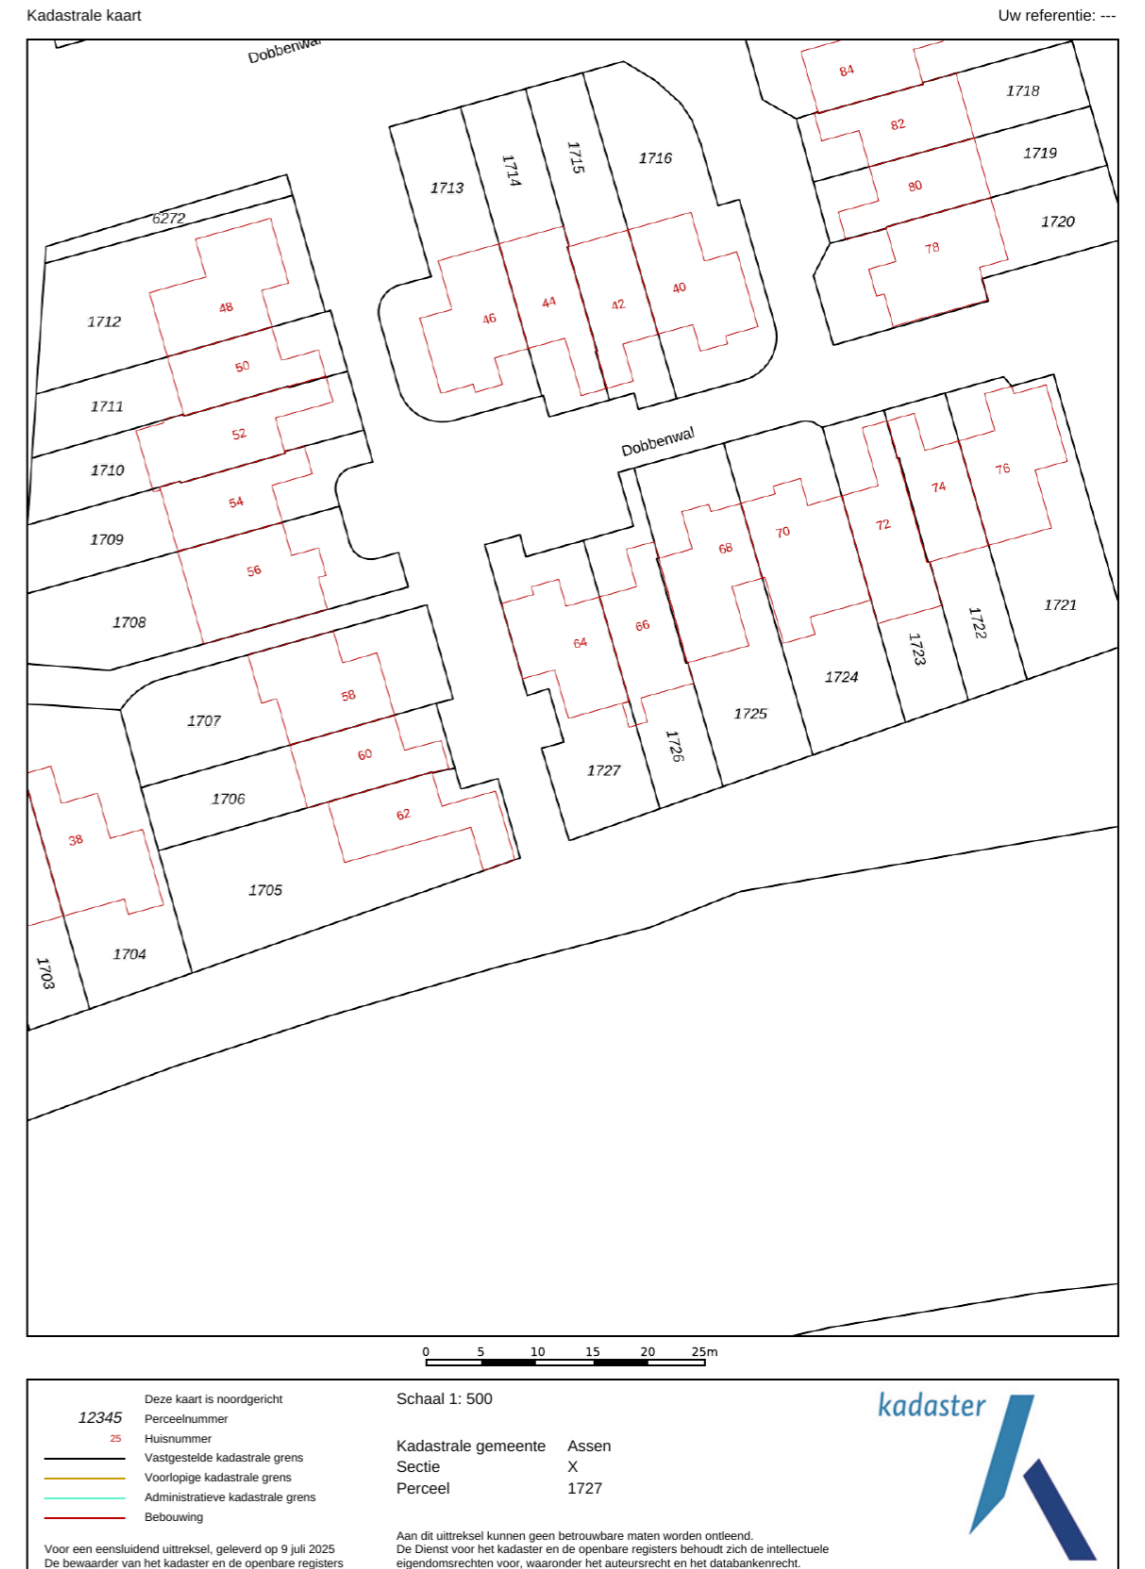 Kadastrale kaart
Uw referentie: ---
Dobbenwal
84
1718
82
1719
80
1720
78
1713
1714
1715
1716
6272
1712
48
46
44
42
40
50
1711
52
1710
54
1709
56
1708
Dobbenwal
76
74
72
70
68
66
64
1721
1722
1723
1724
1725
1726
1727
58
1707
60
1706
62
1705
38
1704
1703
0 5 10 15 20 25m
Deze kaart is noordgericht
12345 Perceelnummer
25 Huisnummer
Vastgestelde kadastrale grens
Voorlopige kadastrale grens
Administratieve kadastrale grens
Bebouwing
Voor een eensluidend uittreksel, geleverd op 9 juli 2025
De bewaarder van het kadaster en de openbare registers
Schaal 1: 500
Kadastrale gemeente Assen
Sectie X
Perceel 1727
Aan dit uittreksel kunnen geen betrouwbare maten worden ontleend.
De Dienst voor het kadaster en de openbare registers behoudt zich de intellectuele
eigendomsrechten voor, waaronder het auteursrecht en het databankenrecht.
kadaster